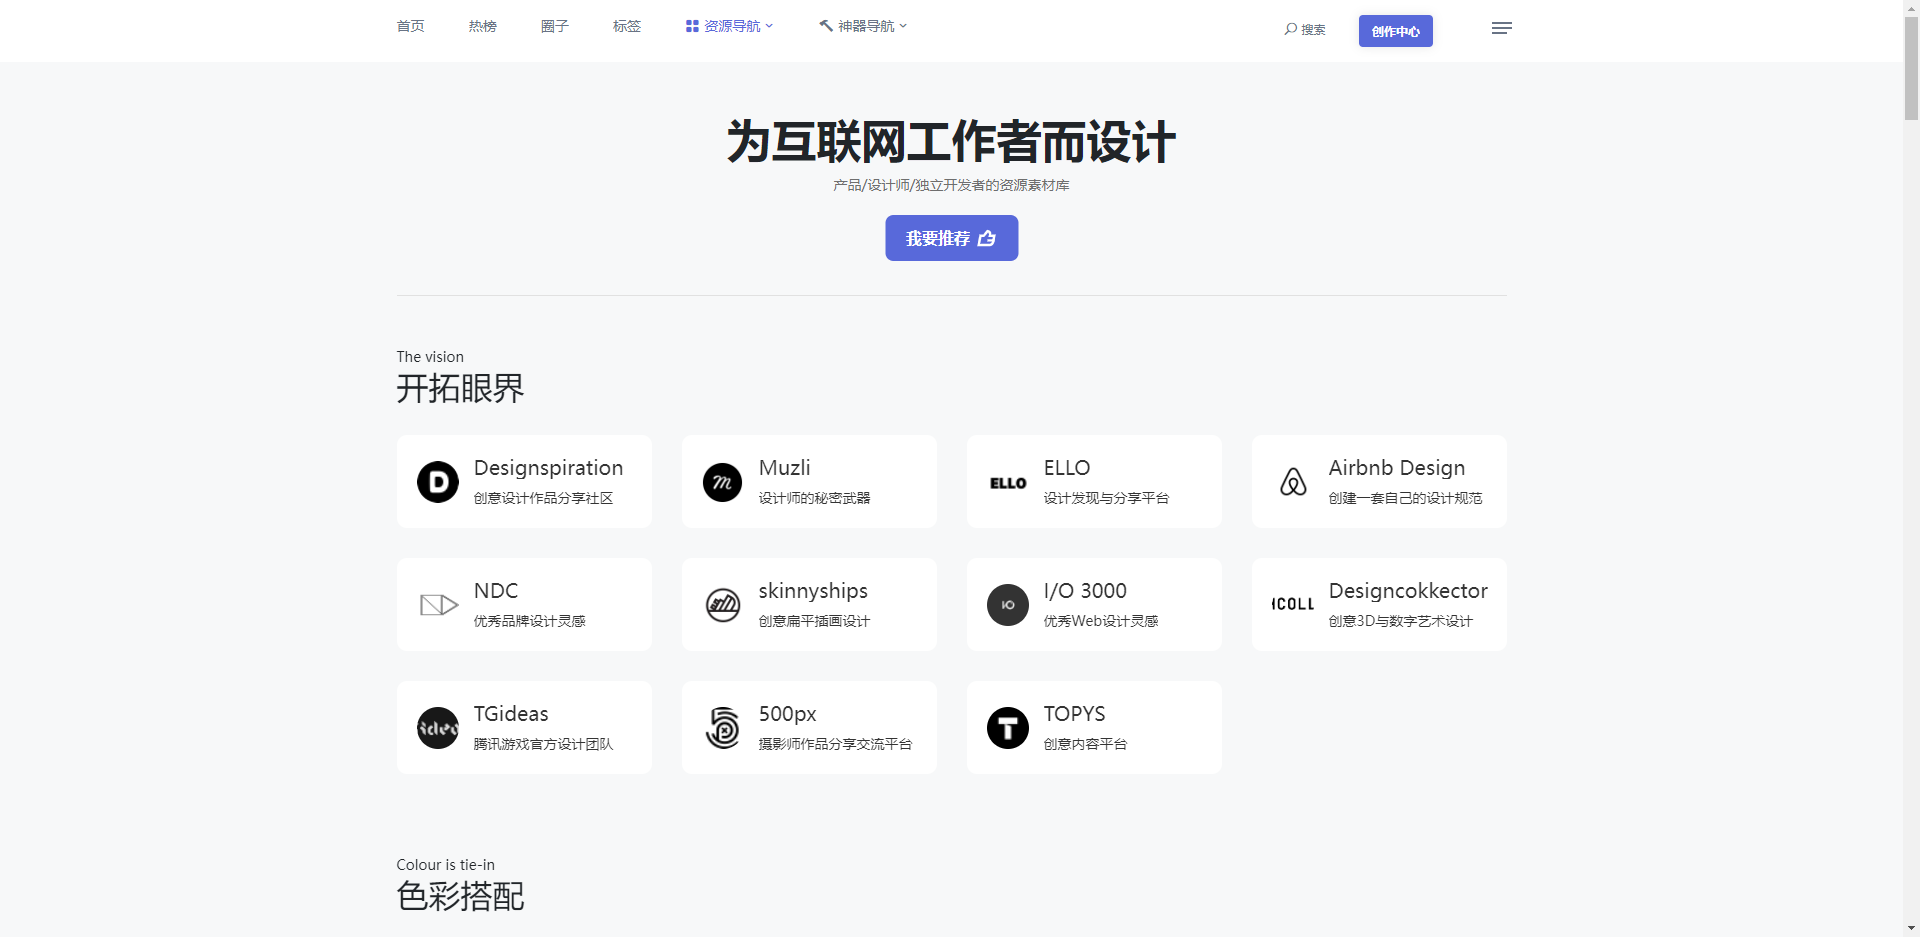 首页 热榜 圈子 标签 资源导航 神器导航 搜索 创作中心
为互联网工作者而设计
产品/设计师/独立开发者的资源素材库
我要推荐
The vision
开拓眼界
Designspiration
创意设计作品分享社区
Muzli
设计师的秘密武器
ELLO
ELLO
设计发现与分享平台
Airbnb Design
创建一套自己的设计规范
NDC
优秀品牌设计灵感
skinnyships
创意扁平插画设计
IO
I/O 3000
优秀Web设计灵感
ICOLL
Designcokkector
创意3D与数字艺术设计
TGideas
腾讯游戏官方设计团队
500px
摄影师作品分享交流平台
TOPYS
创意内容平台
Colour is tie-in
色彩搭配